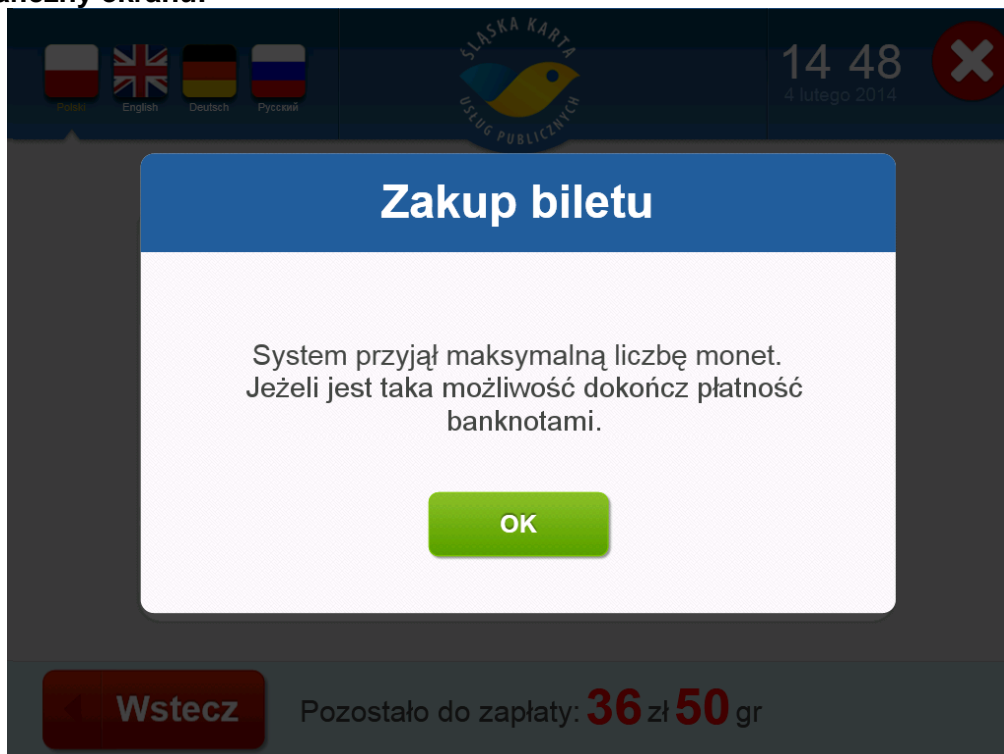 ŚLĄSKA KARTA
USŁUG PUBLICZNYCH
Polski English Deutsch Русский
14 48
4 lutego 2014
Zakup biletu
System przyjął maksymalną liczbę monet.
Jeżeli jest taka możliwość dokończ płatność
banknotami.
OK
Wstecz
Pozostało do zapłaty: 36 zł 50 gr